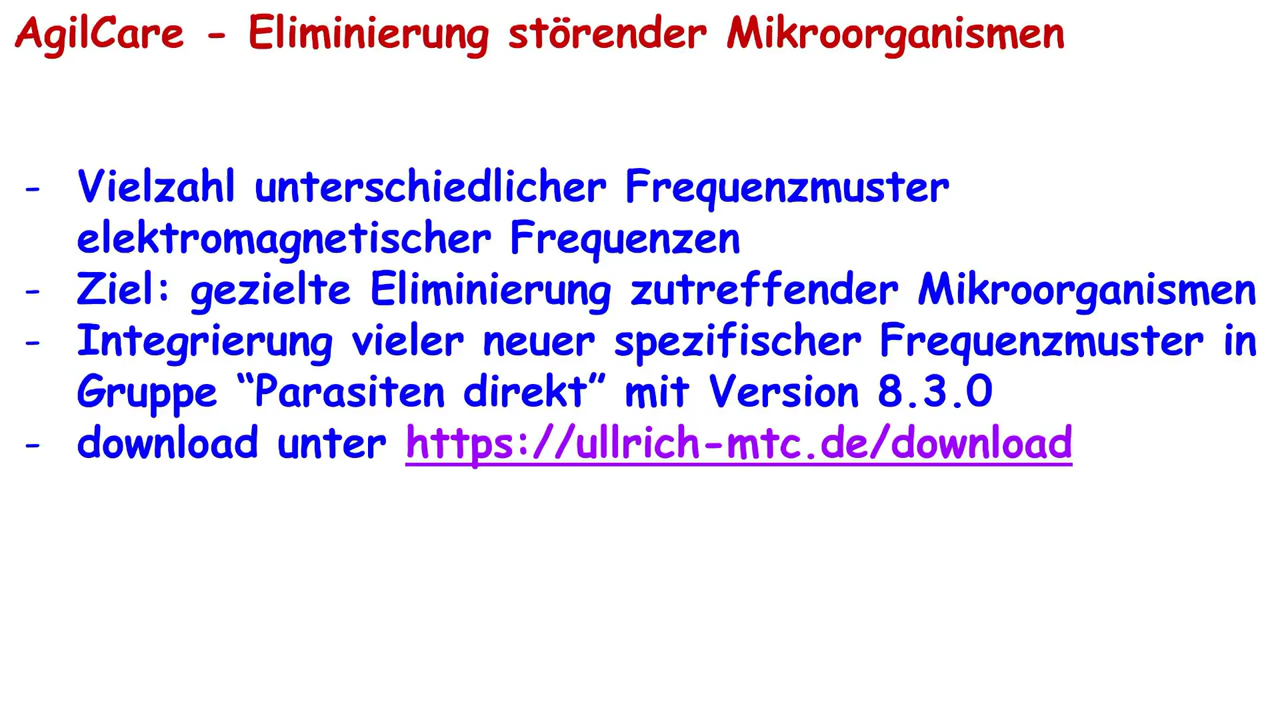 AgilCare - Eliminierung störender Mikroorganismen
- Vielzahl unterschiedlicher Frequenzmuster
elektromagnetischer Frequenzen
- Ziel: gezielte Eliminierung zutreffender Mikroorganismen
- Integrierung vieler neuer spezifischer Frequenzmuster in
Gruppe “Parasiten direkt” mit Version 8.3.0
- download unter https://ullrich-mtc.de/download